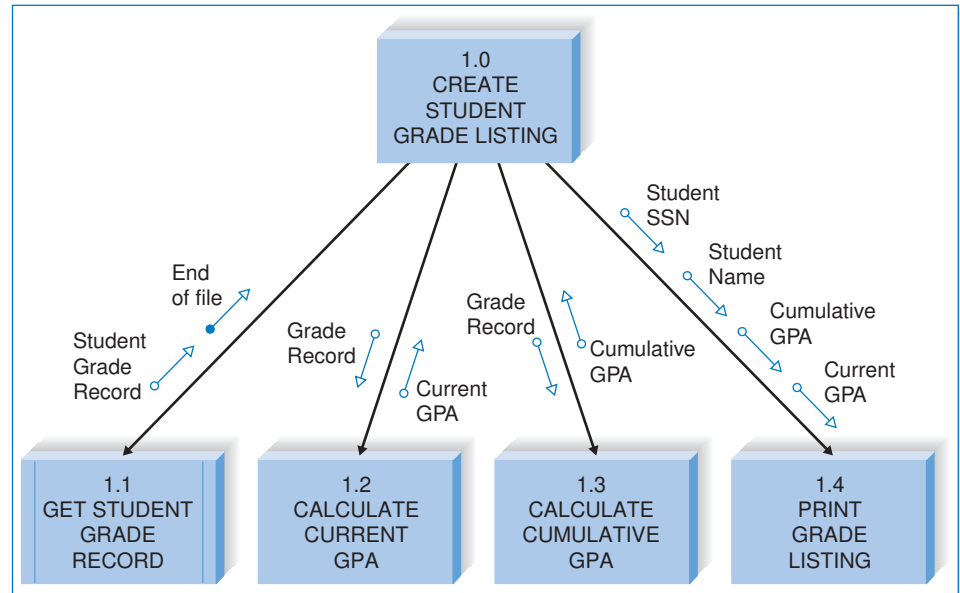 1.0
CREATE
STUDENT
GRADE LISTING
Student
SSN
Student
Name
Cumulative
GPA
Current
GPA
End
of file
Student
Grade
Record
Grade
Record
Current
GPA
Grade
Record
Cumulative
GPA
1.1
GET STUDENT
GRADE
RECORD
1.2
CALCULATE
CURRENT
GPA
1.3
CALCULATE
CUMULATIVE
GPA
1.4
PRINT
GRADE
LISTING